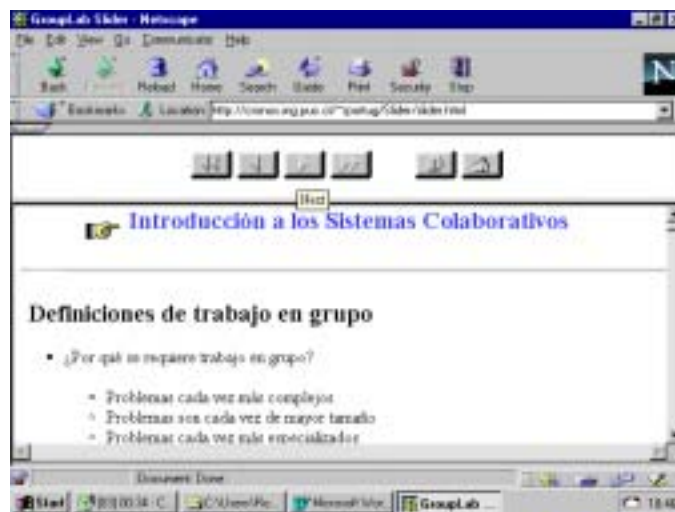 GroupLab Slider - Netscape
File Edit View Go Communicator Help
Back Reload Home Search Guide Print Security Stop
Bookmarks Location
Next
Introducción a los Sistemas Colaborativos
Definiciones de trabajo en grupo
¿Por qué se requiere trabajo en grupo?
Problemas cada vez más complejos
Problemas son cada vez de mayor tamaño
Problemas cada vez más especializados
Document: Done
Start GroupLab ...